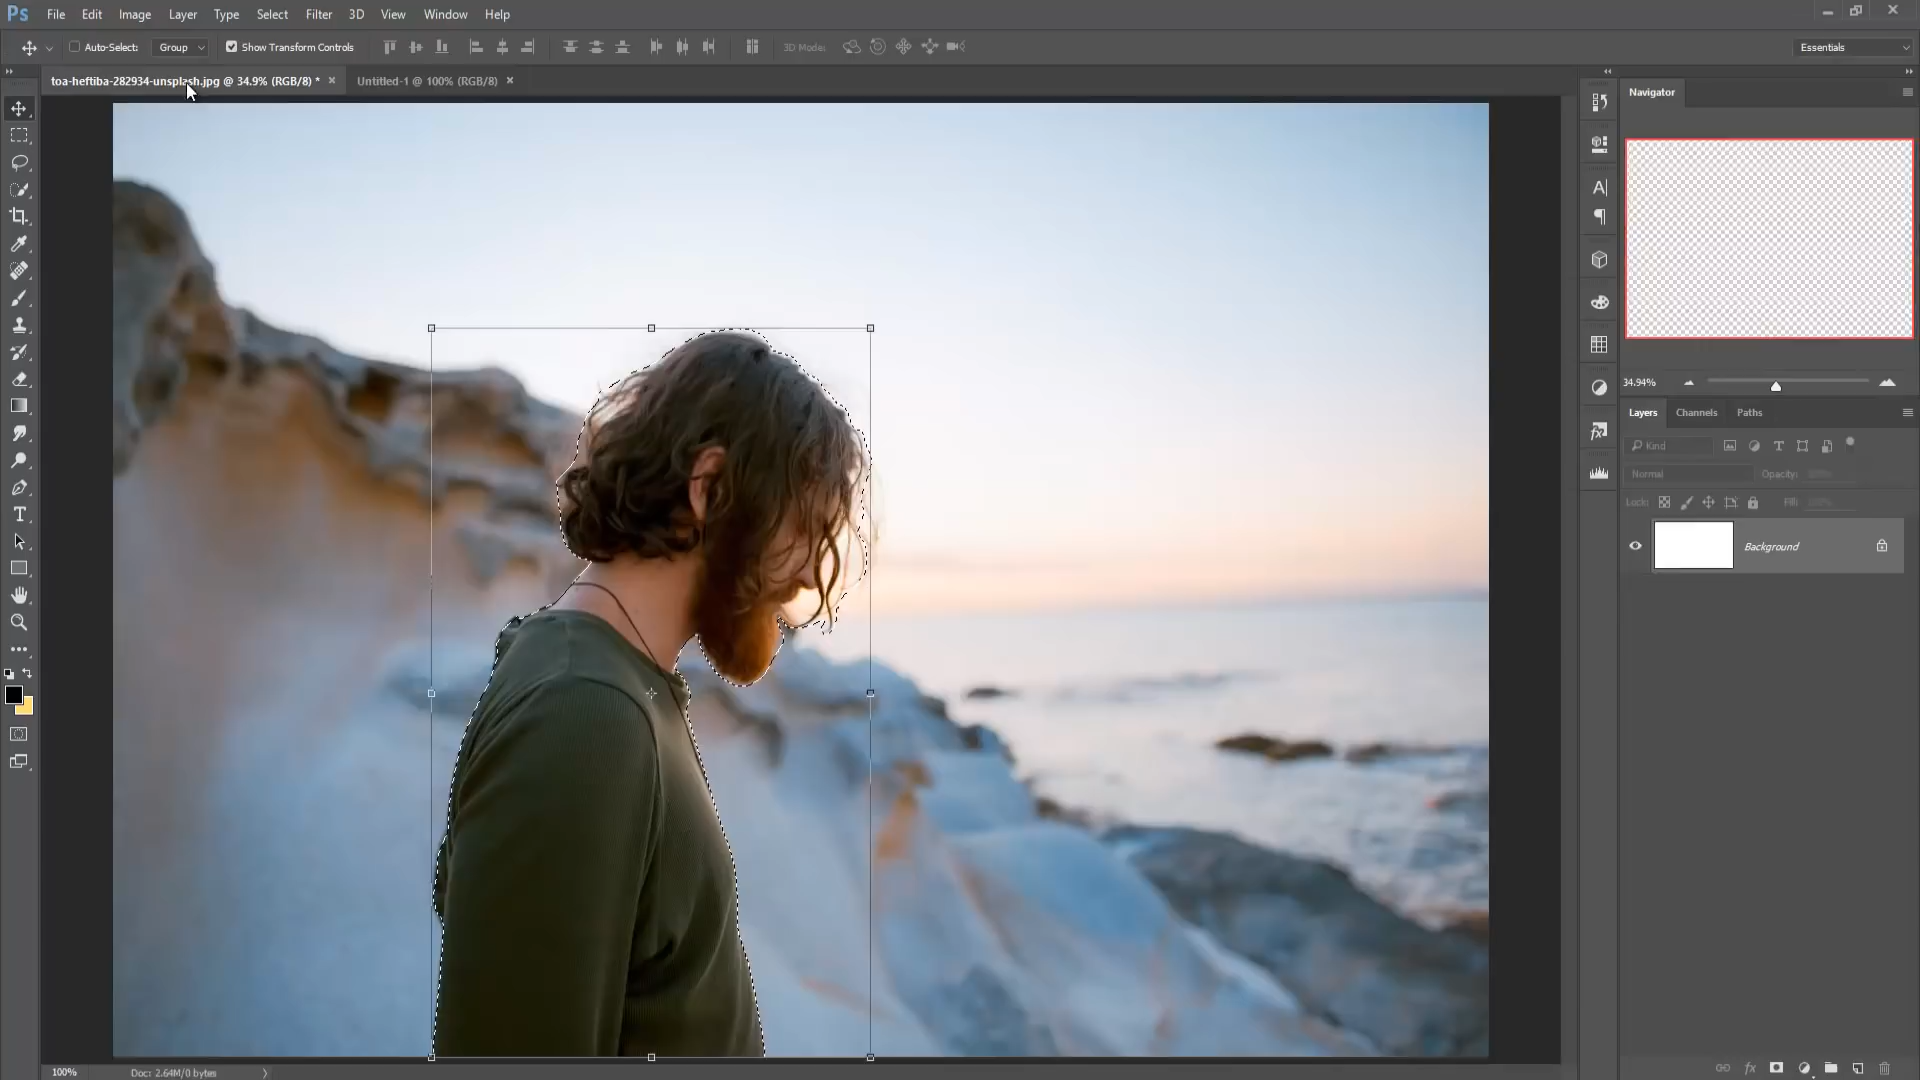 Ps File Edit Image Layer Type Select Filter 3D View Window Help
Auto-Select: Group Show Transform Controls 3D Mode: Essentials
toa-heftiba-282934-unsplash.jpg @ 34.9% (RGB/8) * × Untitled-1 @ 100% (RGB/8) ×
Navigator
34.94%
Layers Channels Paths
Kind
Normal Opacity:
Lock: Fill:
Background
100% Doc: 2.64M/0 bytes